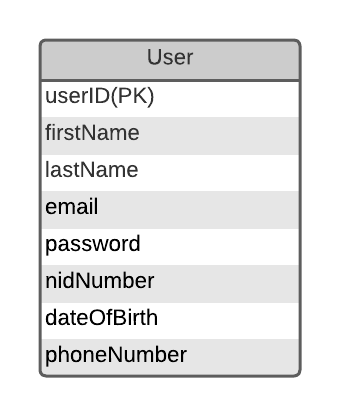 User
userID(PK)
firstName
lastName
email
password
nidNumber
dateOfBirth
phoneNumber